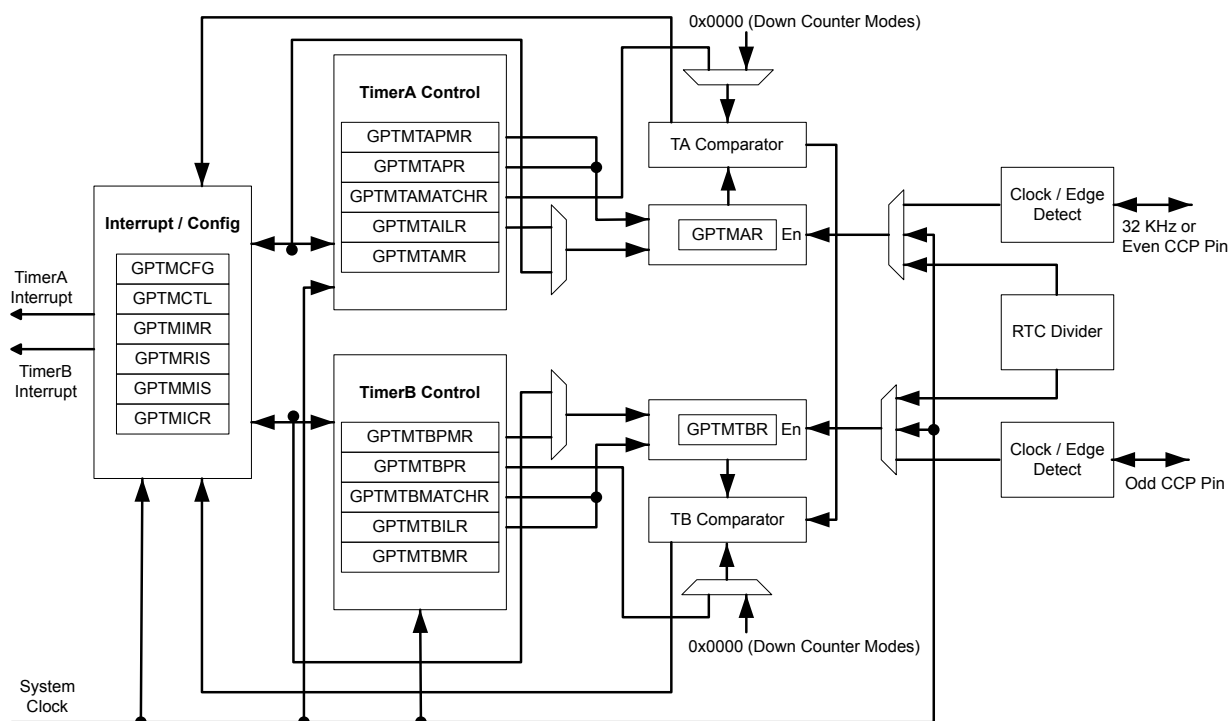 0x0000 (Down Counter Modes)
TimerA Control
GPTMTAPMR
GPTMTAPR
GPTMTAMATCHR
GPTMTAILR
GPTMTAMR
TA Comparator
GPTMAR
En
Clock / Edge
Detect
32 KHz or
Even CCP Pin
Interrupt / Config
GPTMCFG
GPTMCTL
GPTMIMR
GPTMRIS
GPTMMIS
GPTMICR
TimerA
Interrupt
TimerB
Interrupt
RTC Divider
TimerB Control
GPTMTBPMR
GPTMTBPR
GPTMTBMATCHR
GPTMTBILR
GPTMTBMR
GPTMTBR
En
TB Comparator
Clock / Edge
Detect
Odd CCP Pin
0x0000 (Down Counter Modes)
System
Clock